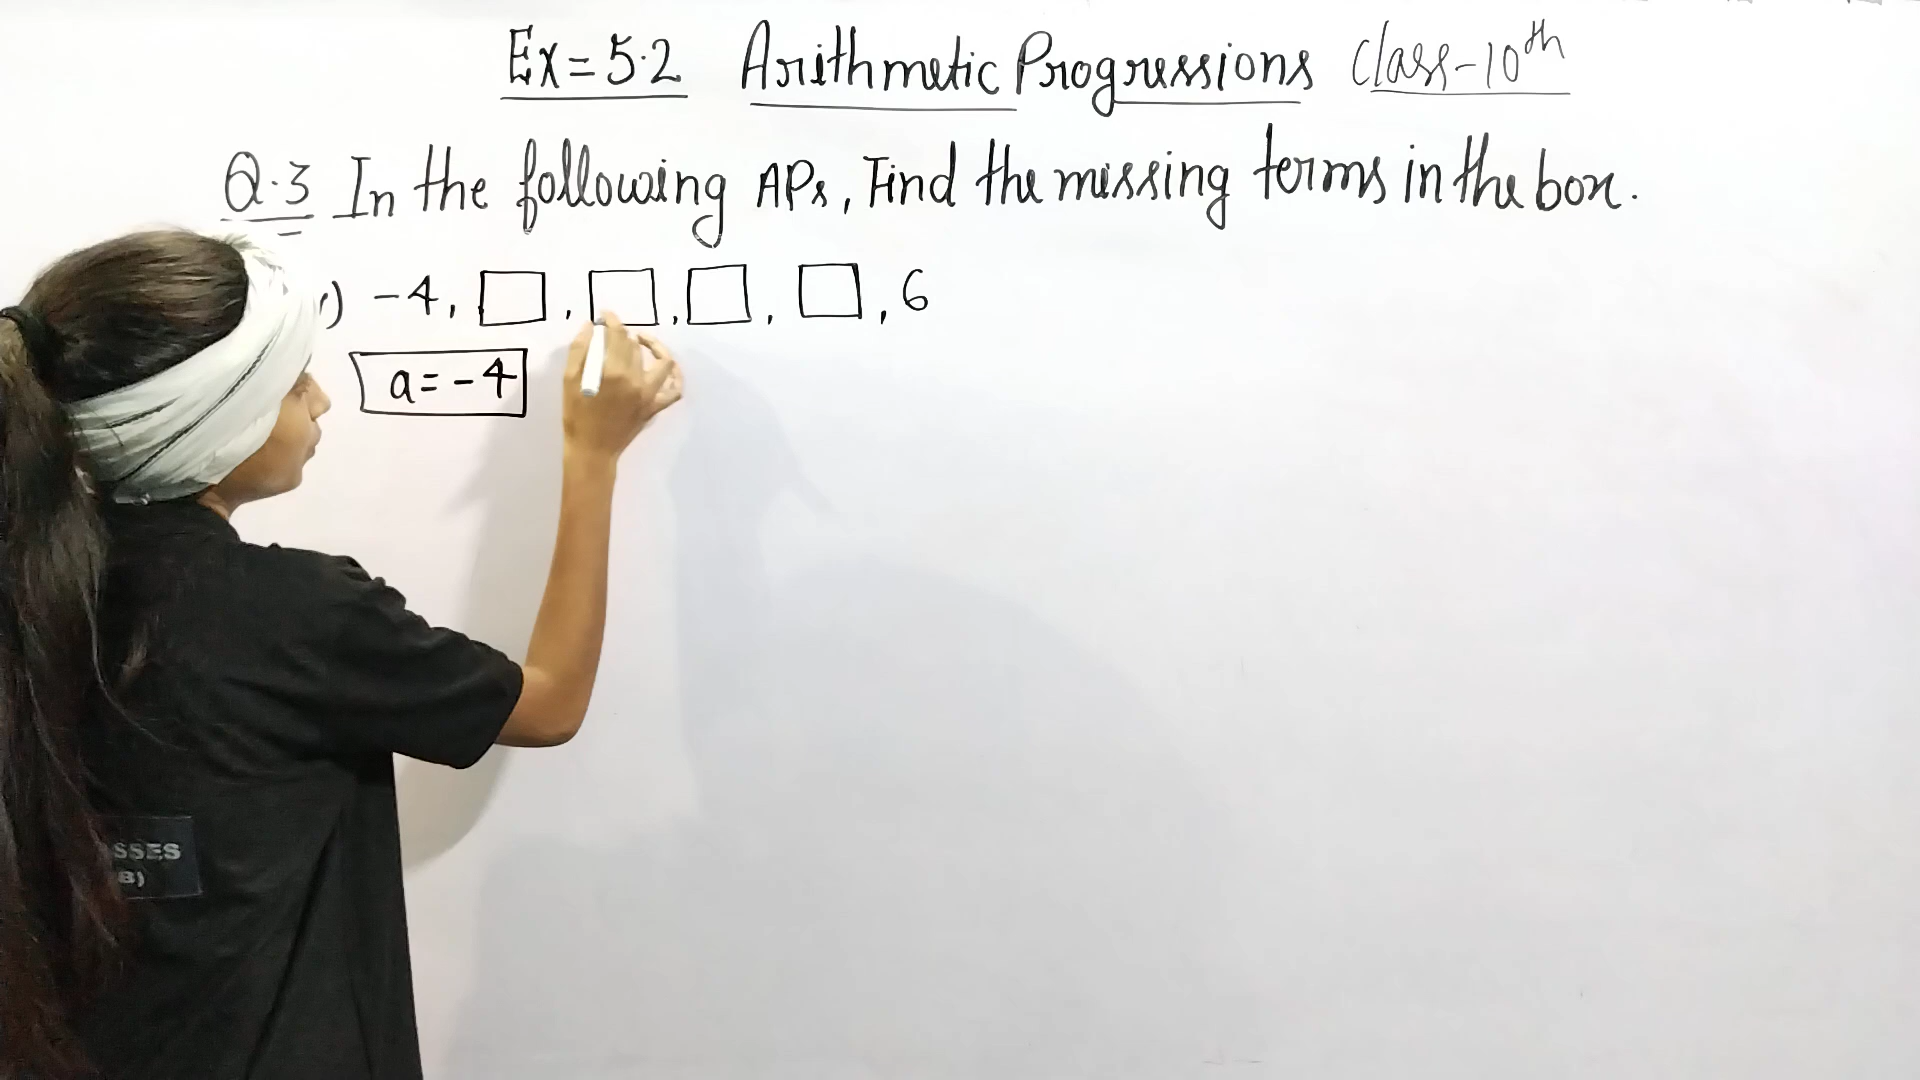 Ex = 5.2 Arithmetic Progressions Class-10th
Q.3 In the following APs, Find the missing terms in the box.
) -4, □, □, □, □, 6
a = -4
SSES
B)